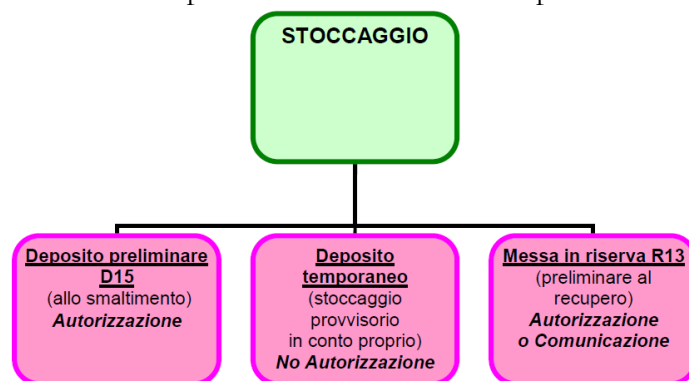 STOCCAGGIO
Deposito preliminare
D15
(allo smaltimento)
Autorizzazione
Deposito
temporaneo
(stoccaggio
provvisorio
in conto proprio)
No Autorizzazione
Messa in riserva R13
(preliminare al
recupero)
Autorizzazione
o Comunicazione